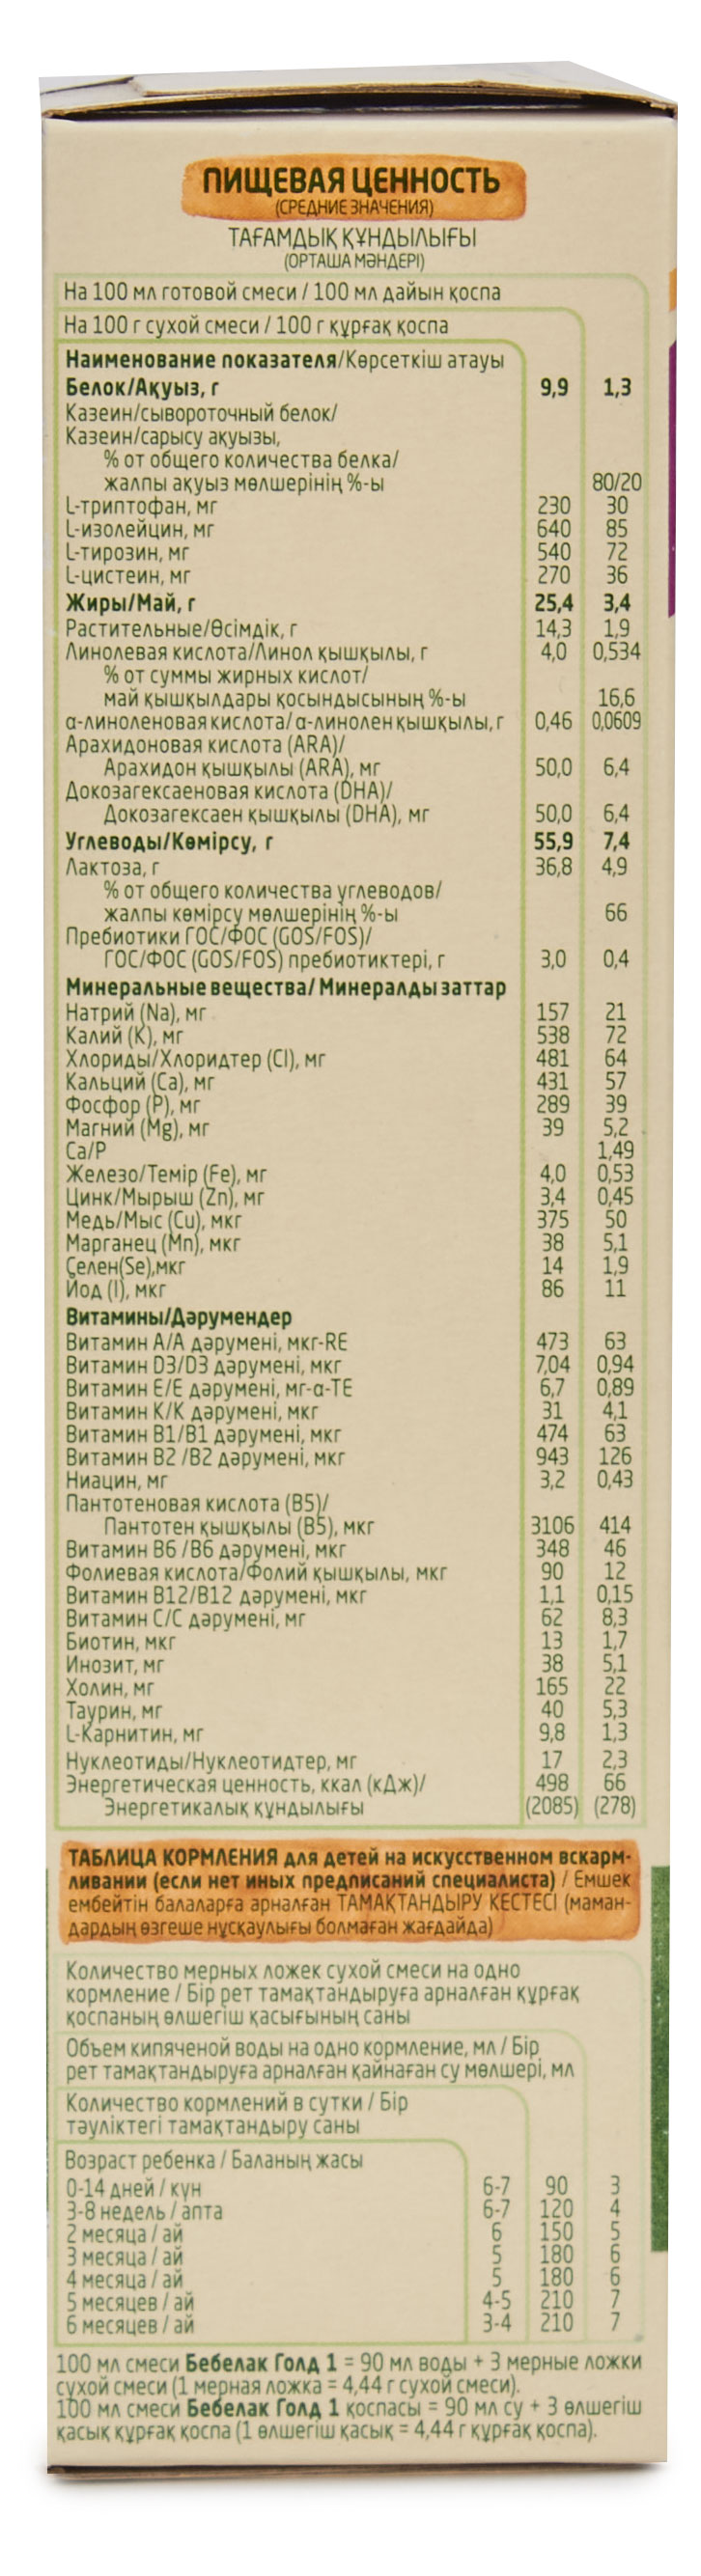 ПИЩЕВАЯ ЦЕННОСТЬ
(СРЕДНИЕ ЗНАЧЕНИЯ)
ТАҒАМДЫҚ ҚҰНДЫЛЫҒЫ
(ОРТАША МӘНДЕРІ)
На 100 мл готовой смеси / 100 мл дайын қоспа
На 100 г сухой смеси / 100 г құрғақ қоспа
Наименование показателя/Көрсеткіш атауы
Белок/Ақуыз, г 9,9 1,3
Казеин/сывороточный белок/
Казеин/сарысу ақуызы,
% от общего количества белка/
жалпы ақуыз мөлшерінің %-ы 80/20
L-триптофан, мг 230 30
L-изолейцин, мг 640 85
L-тирозин, мг 540 72
L-цистеин, мг 270 36
Жиры/Май, г 25,4 3,4
Растительные/Өсімдік, г 14,3 1,9
Линолевая кислота/Линол қышқылы, г 4,0 0,534
% от суммы жирных кислот/
май қышқылдары қосындысының %-ы 16,6
α-линоленовая кислота/ α-линолен қышқылы, г 0,46 0,0609
Арахидоновая кислота (ARA)/
Арахидон қышқылы (ARA), мг 50,0 6,4
Докозагексаеновая кислота (DHA)/
Докозагексаен қышқылы (DHA), мг 50,0 6,4
Углеводы/Көмірсу, г 55,9 7,4
Лактоза, г 36,8 4,9
% от общего количества углеводов/
жалпы көмірсу мөлшерінің %-ы 66
Пребиотики ГОС/ФОС (GOS/FOS)/
ГОС/ФОС (GOS/FOS) пребиотиктері, г 3,0 0,4
Минеральные вещества/ Минералды заттар
Натрий (Na), мг 157 21
Калий (K), мг 538 72
Хлориды/Хлоридтер (Cl), мг 481 64
Кальций (Ca), мг 431 57
Фосфор (P), мг 289 39
Магний (Mg), мг 39 5,2
Ca/P 1,49
Железо/Темір (Fe), мг 4,0 0,53
Цинк/Мырыш (Zn), мг 3,4 0,45
Медь/Мыс (Cu), мкг 375 50
Марганец (Mn), мкг 38 5,1
Селен(Se),мкг 14 1,9
Йод (I), мкг 86 11
Витамины/Дәрумендер
Витамин А/А дәрумені, мкг-RE 473 63
Витамин D3/D3 дәрумені, мкг 7,04 0,94
Витамин Е/Е дәрумені, мг-α-ТЕ 6,7 0,89
Витамин К/К дәрумені, мкг 31 4,1
Витамин В1/В1 дәрумені, мкг 474 63
Витамин В2 /В2 дәрумені, мкг 943 126
Ниацин, мг 3,2 0,43
Пантотеновая кислота (В5)/
Пантотен қышқылы (В5), мкг 3106 414
Витамин В6 /В6 дәрумені, мкг 348 46
Фолиевая кислота/Фолий қышқылы, мкг 90 12
Витамин В12/В12 дәрумені, мкг 1,1 0,15
Витамин С/С дәрумені, мг 62 8,3
Биотин, мкг 13 1,7
Инозит, мг 38 5,1
Холин, мг 165 22
Таурин, мг 40 5,3
L-Карнитин, мг 9,8 1,3
Нуклеотиды/Нуклеотидтер, мг 17 2,3
Энергетическая ценность, ккал (кДж)/ 498 66
Энергетикалық құндылығы (2085) (278)
ТАБЛИЦА КОРМЛЕНИЯ для детей на искусственном вскарм-
ливании (если нет иных предписаний специалиста) / Емшек
ембейтін балаларға арналған ТАМАҚТАНДЫРУ КЕСТЕСІ (маман-
дардың өзгеше нұсқаулығы болмаған жағдайда)
Количество мерных ложек сухой смеси на одно
кормление / Бір рет тамақтандыруға арналған құрғақ
қоспаның өлшегіш қасығының саны
Объем кипяченой воды на одно кормление, мл / Бір
рет тамақтандыруға арналған қайнаған су мөлшері, мл
Количество кормлений в сутки / Бір
тәуліктегі тамақтандыру саны
Возраст ребенка / Баланың жасы
0-14 дней / күн 6-7 90 3
3-8 недель / апта 6-7 120 4
2 месяца / ай 6 150 5
3 месяца / ай 5 180 6
4 месяца / ай 5 180 6
5 месяцев / ай 4-5 210 7
6 месяцев / ай 3-4 210 7
100 мл смеси Бебелак Голд 1 = 90 мл воды + 3 мерные ложки
сухой смеси (1 мерная ложка = 4,44 г сухой смеси).
100 мл смеси Бебелак Голд 1 қоспасы = 90 мл су + 3 өлшегіш
қасық құрғақ қоспа (1 өлшегіш қасық = 4,44 г құрғақ қоспа).